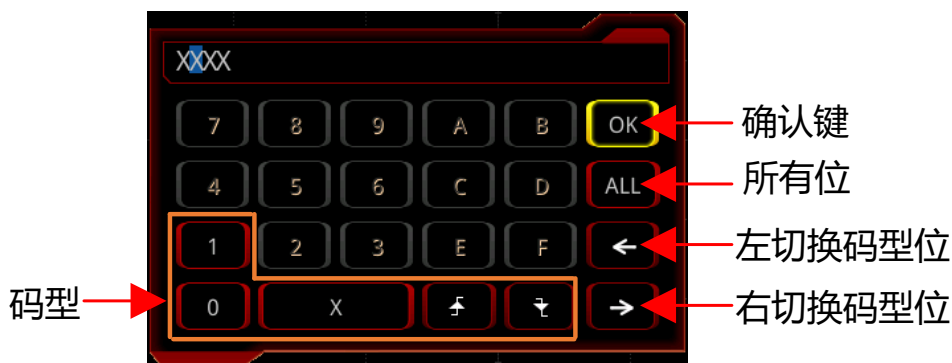 XXXX
7 8 9 A B OK 确认键
4 5 6 C D ALL 所有位
1 2 3 E F ← 左切换码型位
码型 0 X → 右切换码型位